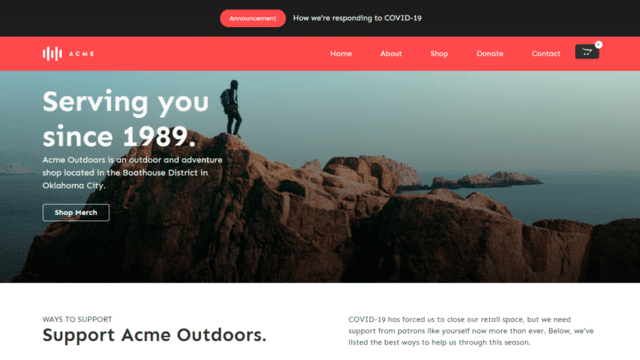 Announcement How we're responding to COVID-19
ACME Home About Shop Donate Contact
Serving you
since 1989.
Acme Outdoors is an outdoor and adventure
shop located in the Boathouse District in
Oklahoma City.
Shop Merch
WAYS TO SUPPORT
Support Acme Outdoors.
COVID-19 has forced us to close our retail space, but we need
support from patrons like yourself now more than ever. Below, we've
listed the best ways to help us through this season.